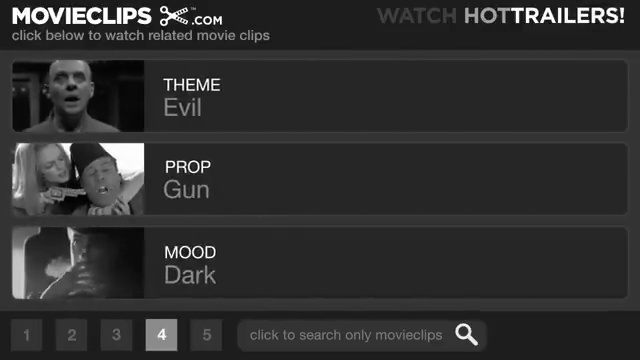 MOVIECLIPS.COM™
WATCH HOTTRAILERS!
click below to watch related movie clips
THEME
Evil
PROP
Gun
MOOD
Dark
1 2 3 4 5
click to search only movieclips